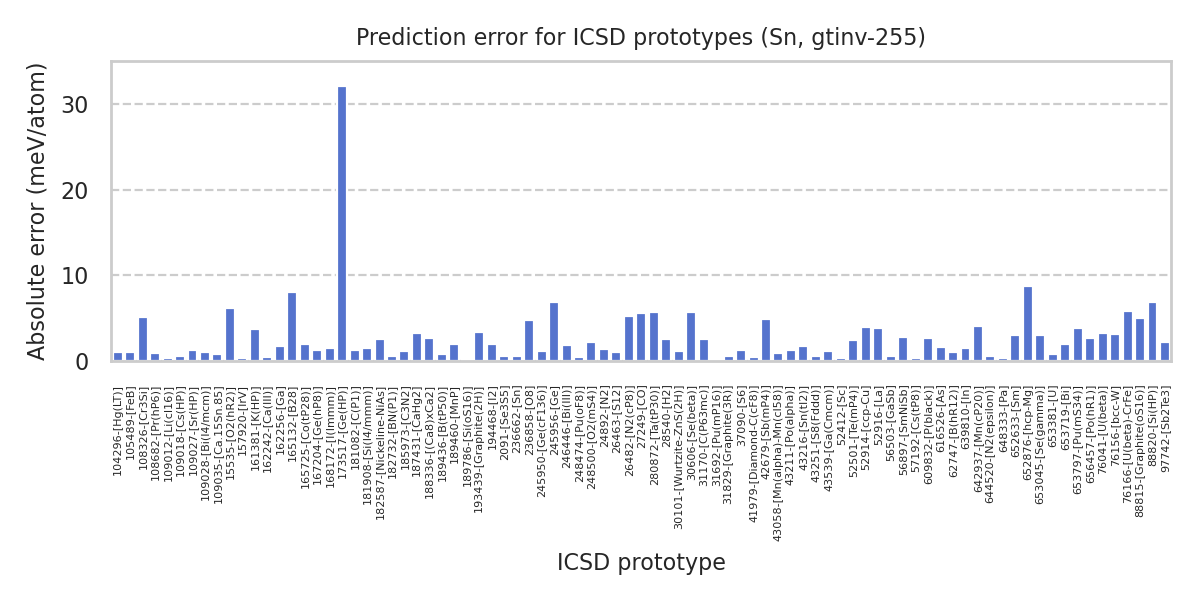 Prediction error for ICSD prototypes (Sn, gtinv-255)
Absolute error (meV/atom)
30
20
10
0
104296-[Hg(LT)]
105489-[FeB]
108326-[Cr3Si]
108682-[Pr(hP6)]
109012-[Li(cI16)]
109018-[Cs(HP)]
109027-[Sr(HP)]
109028-[Bi(I4/mcm)]
109035-[Ca.15Sn.85]
15535-[O2(hR2)]
157920-[IrV]
161381-[K(HP)]
162242-[Ca(III)]
162256-[Ga]
165132-[B28]
165725-[Co(tP28)]
167204-[Ge(hP8)]
168172-[I(Immm)]
173517-[Ge(HP)]
181082-[C(P1)]
181908-[Si(I4/mmm)]
182587-[Nickeline-NiAs]
182732-[BN(P1)]
185973-[C3N2]
187431-[CaHg2]
188336-[(Ca8)xCa2]
189436-[B(tP50)]
189460-[MnP]
189786-[Si(oS16)]
193439-[Graphite(2H)]
194468-[I2]
2091-[Se3S5]
236662-[Sn]
236858-[O8]
245950-[Ge(cF136)]
245956-[Ge]
246446-[Bi(III)]
248474-[Pu(oF8)]
248500-[O2(mS4)]
24892-[N2]
26463-[S12]
26482-[N2(cP8)]
27249-[CO]
280872-[Ta(tP30)]
28540-[H2]
30101-[Wurtzite-ZnS(2H)]
30606-[Se(beta)]
31170-[C(P63mc)]
31692-[Pu(mP16)]
31829-[Graphite(3R)]
37090-[S6]
41979-[Diamond-C(cF8)]
42679-[Sb(mP4)]
43058-[Mn(alpha)-Mn(cI58)]
43211-[Po(alpha)]
43216-[Sn(tI2)]
43251-[S8(Fddd)]
43539-[Ga(Cmcm)]
52412-[Sc]
52501-[Te(mP4)]
52914-[ccp-Cu]
52916-[La]
56503-[GaSb]
56897-[SmNiSb]
57192-[Cs(tP8)]
609832-[P(black)]
616526-[As]
62747-[B(hR12)]
639810-[In]
642937-[Mn(cP20)]
644520-[N2(epsilon)]
648333-[Pa]
652633-[Sm]
652876-[hcp-Mg]
653045-[Se(gamma)]
653381-[U]
653719-[I4]
653797-[Pu(mS34)]
656457-[Po(hR1)]
76041-[U(beta)]
76156-[bcc-W]
76166-[U(beta)-CrFe]
88815-[Graphite(oS16)]
88820-[Si(HP)]
97742-[Sb2Te3]
ICSD prototype